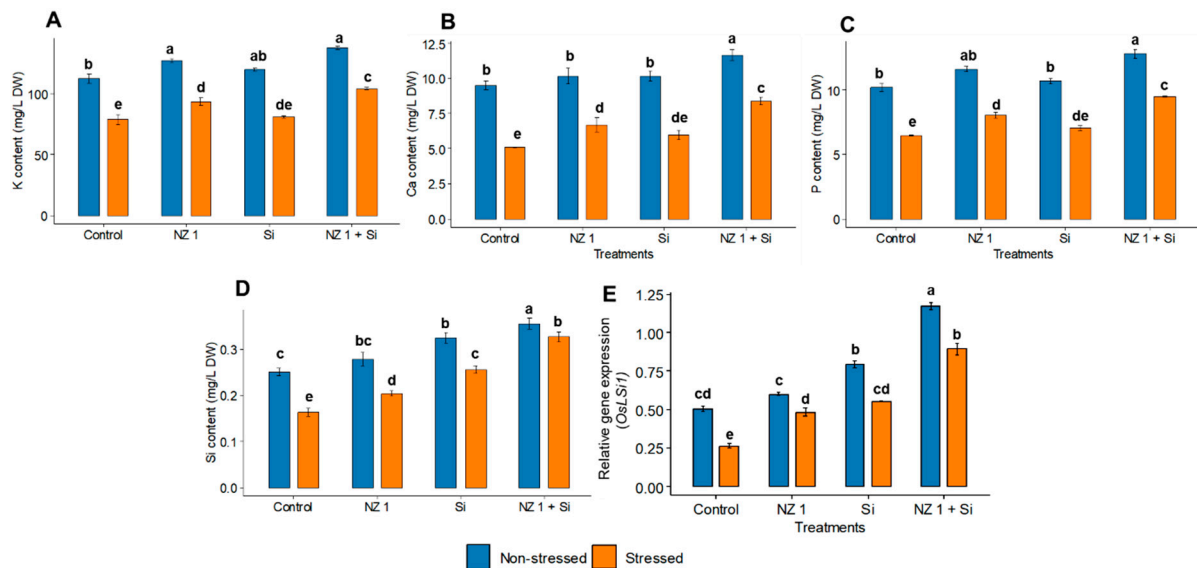 A
K content (mg/L DW)
100
50
0
b
e
a
d
ab
de
a
c
Control
NZ 1
Si
NZ 1 + Si
B
Ca content (mg/L DW)
12.5
10.0
7.5
5.0
2.5
0.0
b
e
b
d
b
de
a
c
Control
NZ 1
Si
NZ 1 + Si
Treatments
C
P content (mg/L DW)
10
5
0
b
e
ab
d
b
de
a
c
Control
NZ 1
Si
NZ 1 + Si
Treatments
D
Si content (mg/L DW)
0.3
0.2
0.1
0.0
c
e
bc
d
b
c
a
b
Control
NZ 1
Si
NZ 1 + Si
E
Relative gene expression
(OsLSi1)
1.25
1.00
0.75
0.50
0.25
0.00
cd
e
c
d
b
cd
a
b
Control
NZ 1
Si
NZ 1 + Si
Treatments
Non-stressed
Stressed